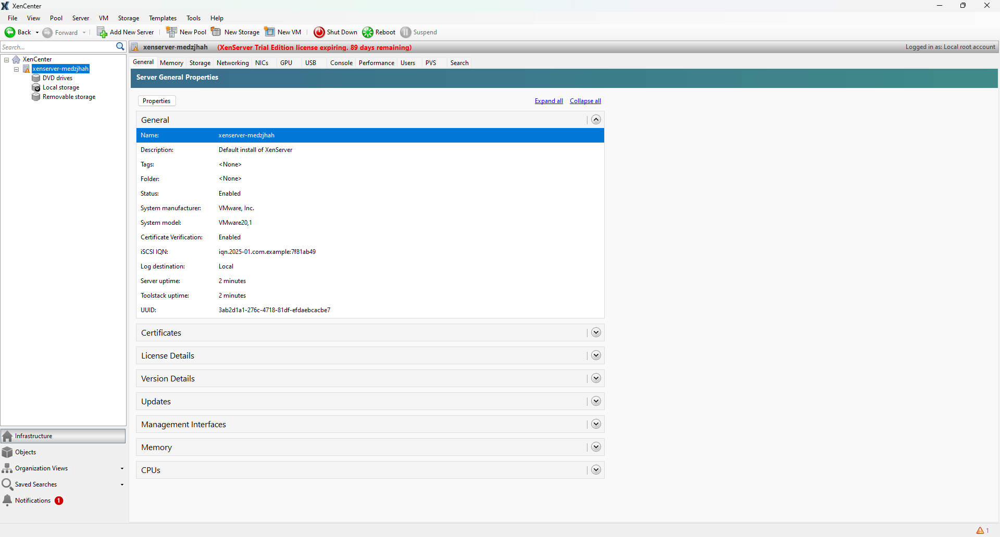 XenCenter
File View Pool Server VM Storage Templates Tools Help
Back Forward Add New Server New Pool New Storage New VM Shut Down Reboot Suspend
Search...
xenserver-medzjhah (XenServer Trial Edition license expiring. 89 days remaining) Logged in as: Local root account
XenCenter
xenserver-medzjhah
DVD drives
Local storage
Removable storage
General Memory Storage Networking NICs GPU USB Console Performance Users PVS Search
Server General Properties
Properties Expand all Collapse all
General
Name: xenserver-medzjhah
Description: Default install of XenServer
Tags: <None>
Folder: <None>
Status: Enabled
System manufacturer: VMware, Inc.
System model: VMware20,1
Certificate Verification: Enabled
iSCSI IQN: iqn.2025-01.com.example:7f81ab49
Log destination: Local
Server uptime: 2 minutes
Toolstack uptime: 2 minutes
UUID: 3ab2d1a1-276c-4718-81df-efdaebcacbe7
Certificates
License Details
Version Details
Updates
Management Interfaces
Memory
CPUs
Infrastructure
Objects
Organization Views
Saved Searches
Notifications 1
1